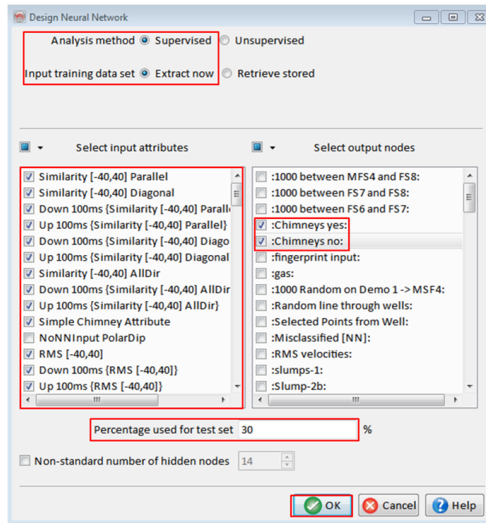 Design Neural Network
Analysis method Supervised Unsupervised
Input training data set Extract now Retrieve stored
Select input attributes
Similarity [-40,40] Parallel
Similarity [-40,40] Diagonal
Down 100ms {Similarity [-40,40] Paralle
Up 100ms {Similarity [-40,40] Parallel}
Down 100ms {Similarity [-40,40] Diago
Up 100ms {Similarity [-40,40] Diagonal
Similarity [-40,40] AllDir
Down 100ms {Similarity [-40,40] AllDir
Up 100ms {Similarity [-40,40] AllDir}
Simple Chimney Attribute
NoNNInput PolarDip
RMS [-40,40]
Down 100ms {RMS [-40,40]}
Up 100ms {RMS [-40,40]}
Select output nodes
:1000 between MFS4 and FS8:
:1000 between FS7 and FS8:
:1000 between FS6 and FS7:
:Chimneys yes:
:Chimneys no:
:fingerprint input:
:gas:
:1000 Random on Demo 1 -> MSF4:
:Random line through wells:
:Selected Points from Well:
:Misclassified [NN]:
:RMS velocities:
:slumps-1:
:Slump-2b:
Percentage used for test set 30 %
Non-standard number of hidden nodes 14
OK Cancel Help